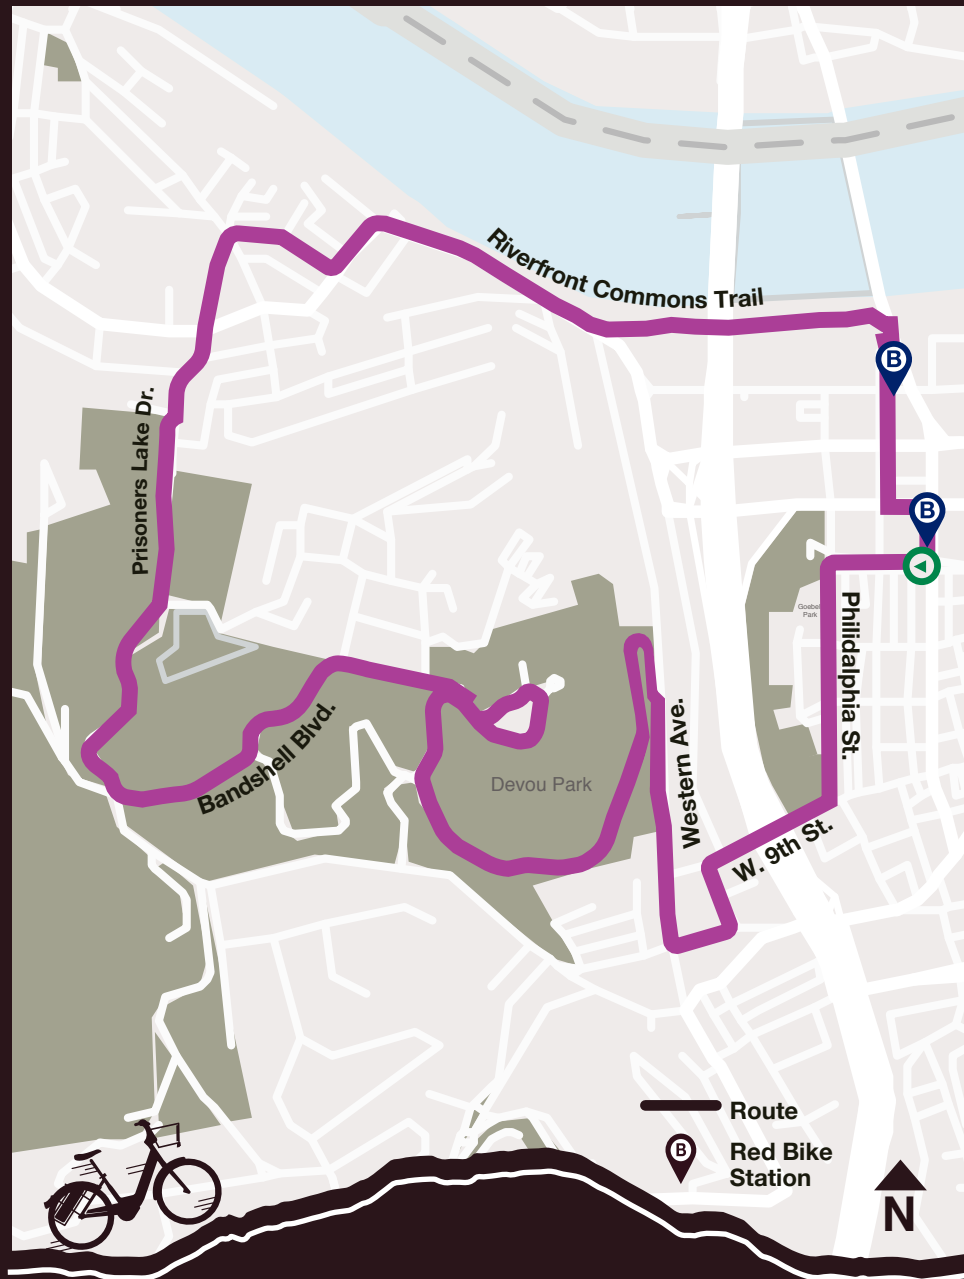 Riverfront Commons Trail
B
Prisoners Lake Dr.
B
Goebel
Park
Philidalphia St.
Bandshell Blvd.
Western Ave.
Devou Park
W. 9th St.
Route
B
Red Bike
Station
N